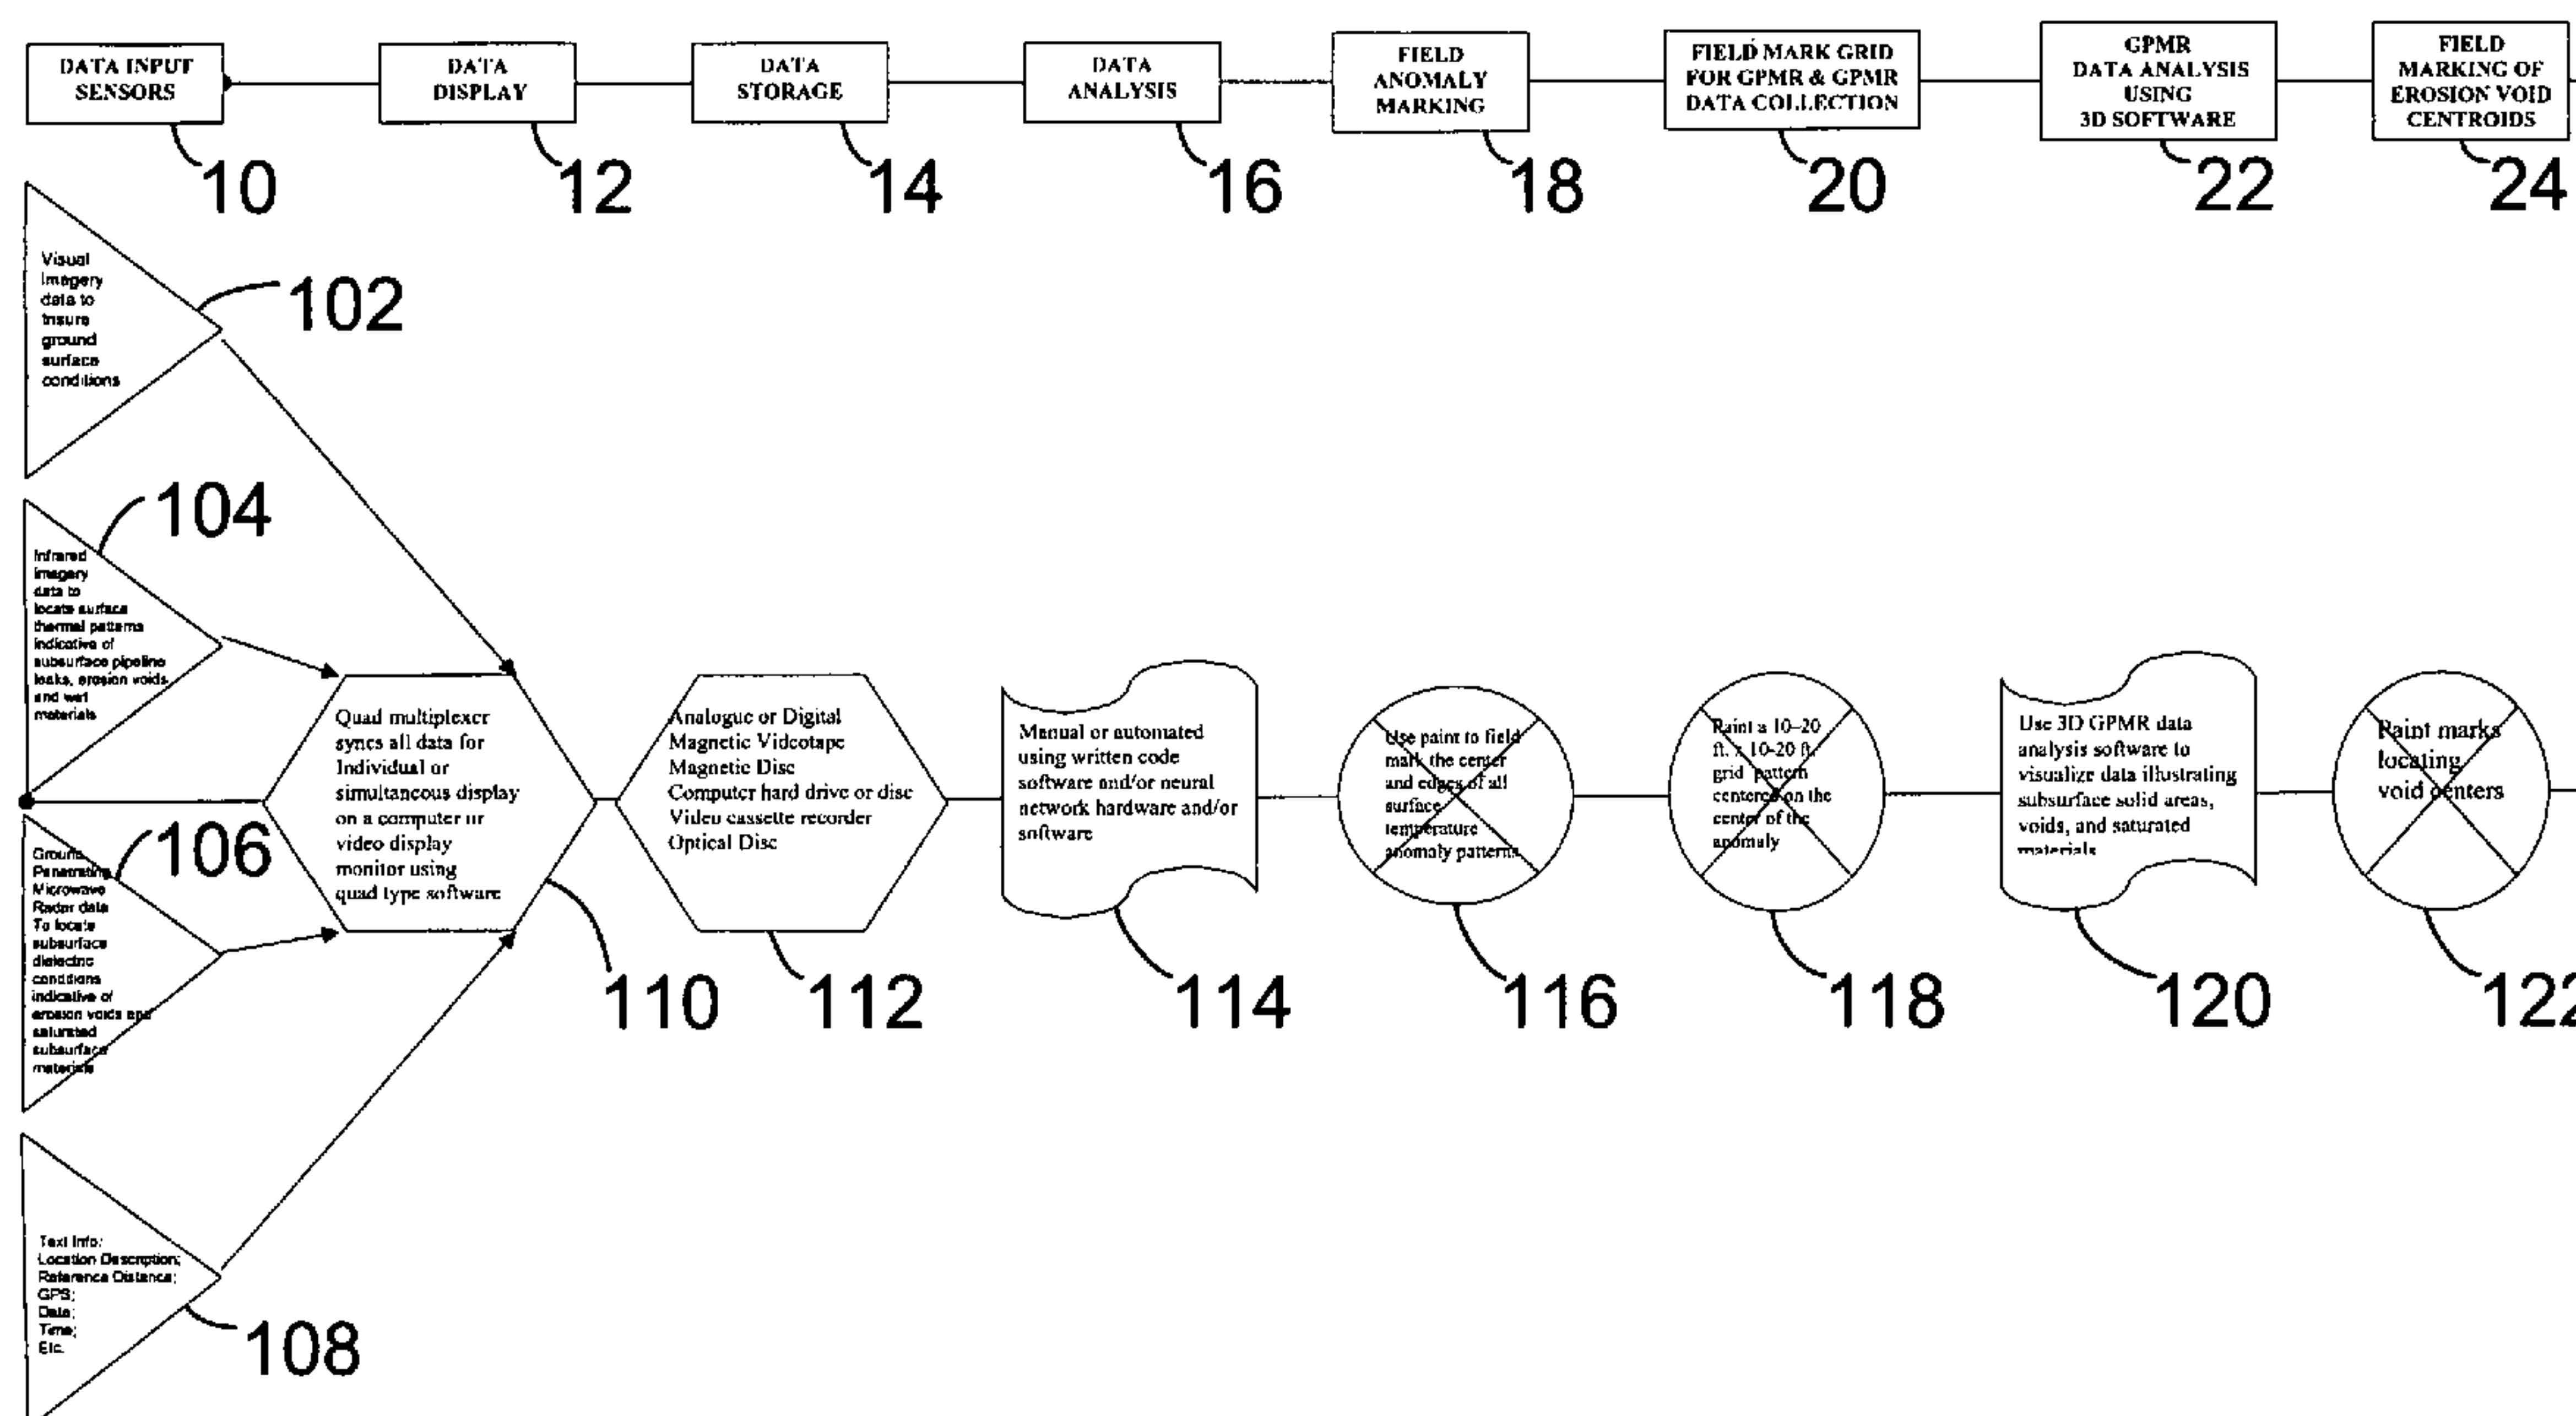 DATA INPUT
SENSORS
10
DATA
DISPLAY
12
DATA
STORAGE
14
DATA
ANALYSIS
16
FIELD
ANOMALY
MARKING
18
FIELD MARK GRID
FOR GPMR & GPMR
DATA COLLECTION
20
GPMR
DATA ANALYSIS
USING
3D SOFTWARE
22
FIELD
MARKING OF
EROSION VOID
CENTROIDS
24
Visual
Imagery
data to
Insure
ground
surface
conditions
102
Infrared
imagery
data to
locate surface
thermal patterns
indicative of
subsurface pipeline
leaks, erosion voids
and wet
materials
104
Ground
Penetrating
Microwave
Radar data
To locate
subsurface
dielectric
conditions
indicative of
erosion voids and
saturated
subsurface
materials
106
Text Info:
Location Description;
Reference Distance;
GPS;
Date;
Time;
Etc.
108
Quad multiplexer
syncs all data for
Individual or
simultaneous display
on a computer or
video display
monitor using
quad type software
110
Analogue or Digital
Magnetic Videotape
Magnetic Disc
Computer hard drive or disc
Video cassette recorder
Optical Disc
112
Manual or automated
using written code
software and/or neural
network hardware and/or
software
114
Use paint to field
mark the center
and edges of all
surface
temperature
anomaly patterns
116
Paint a 10–20
ft. x 10-20 ft.
grid pattern
centered on the
center of the
anomaly
118
Use 3D GPMR data
analysis software to
visualize data illustrating
subsurface solid areas,
voids, and saturated
materials
120
Paint marks
locating
void centers
122